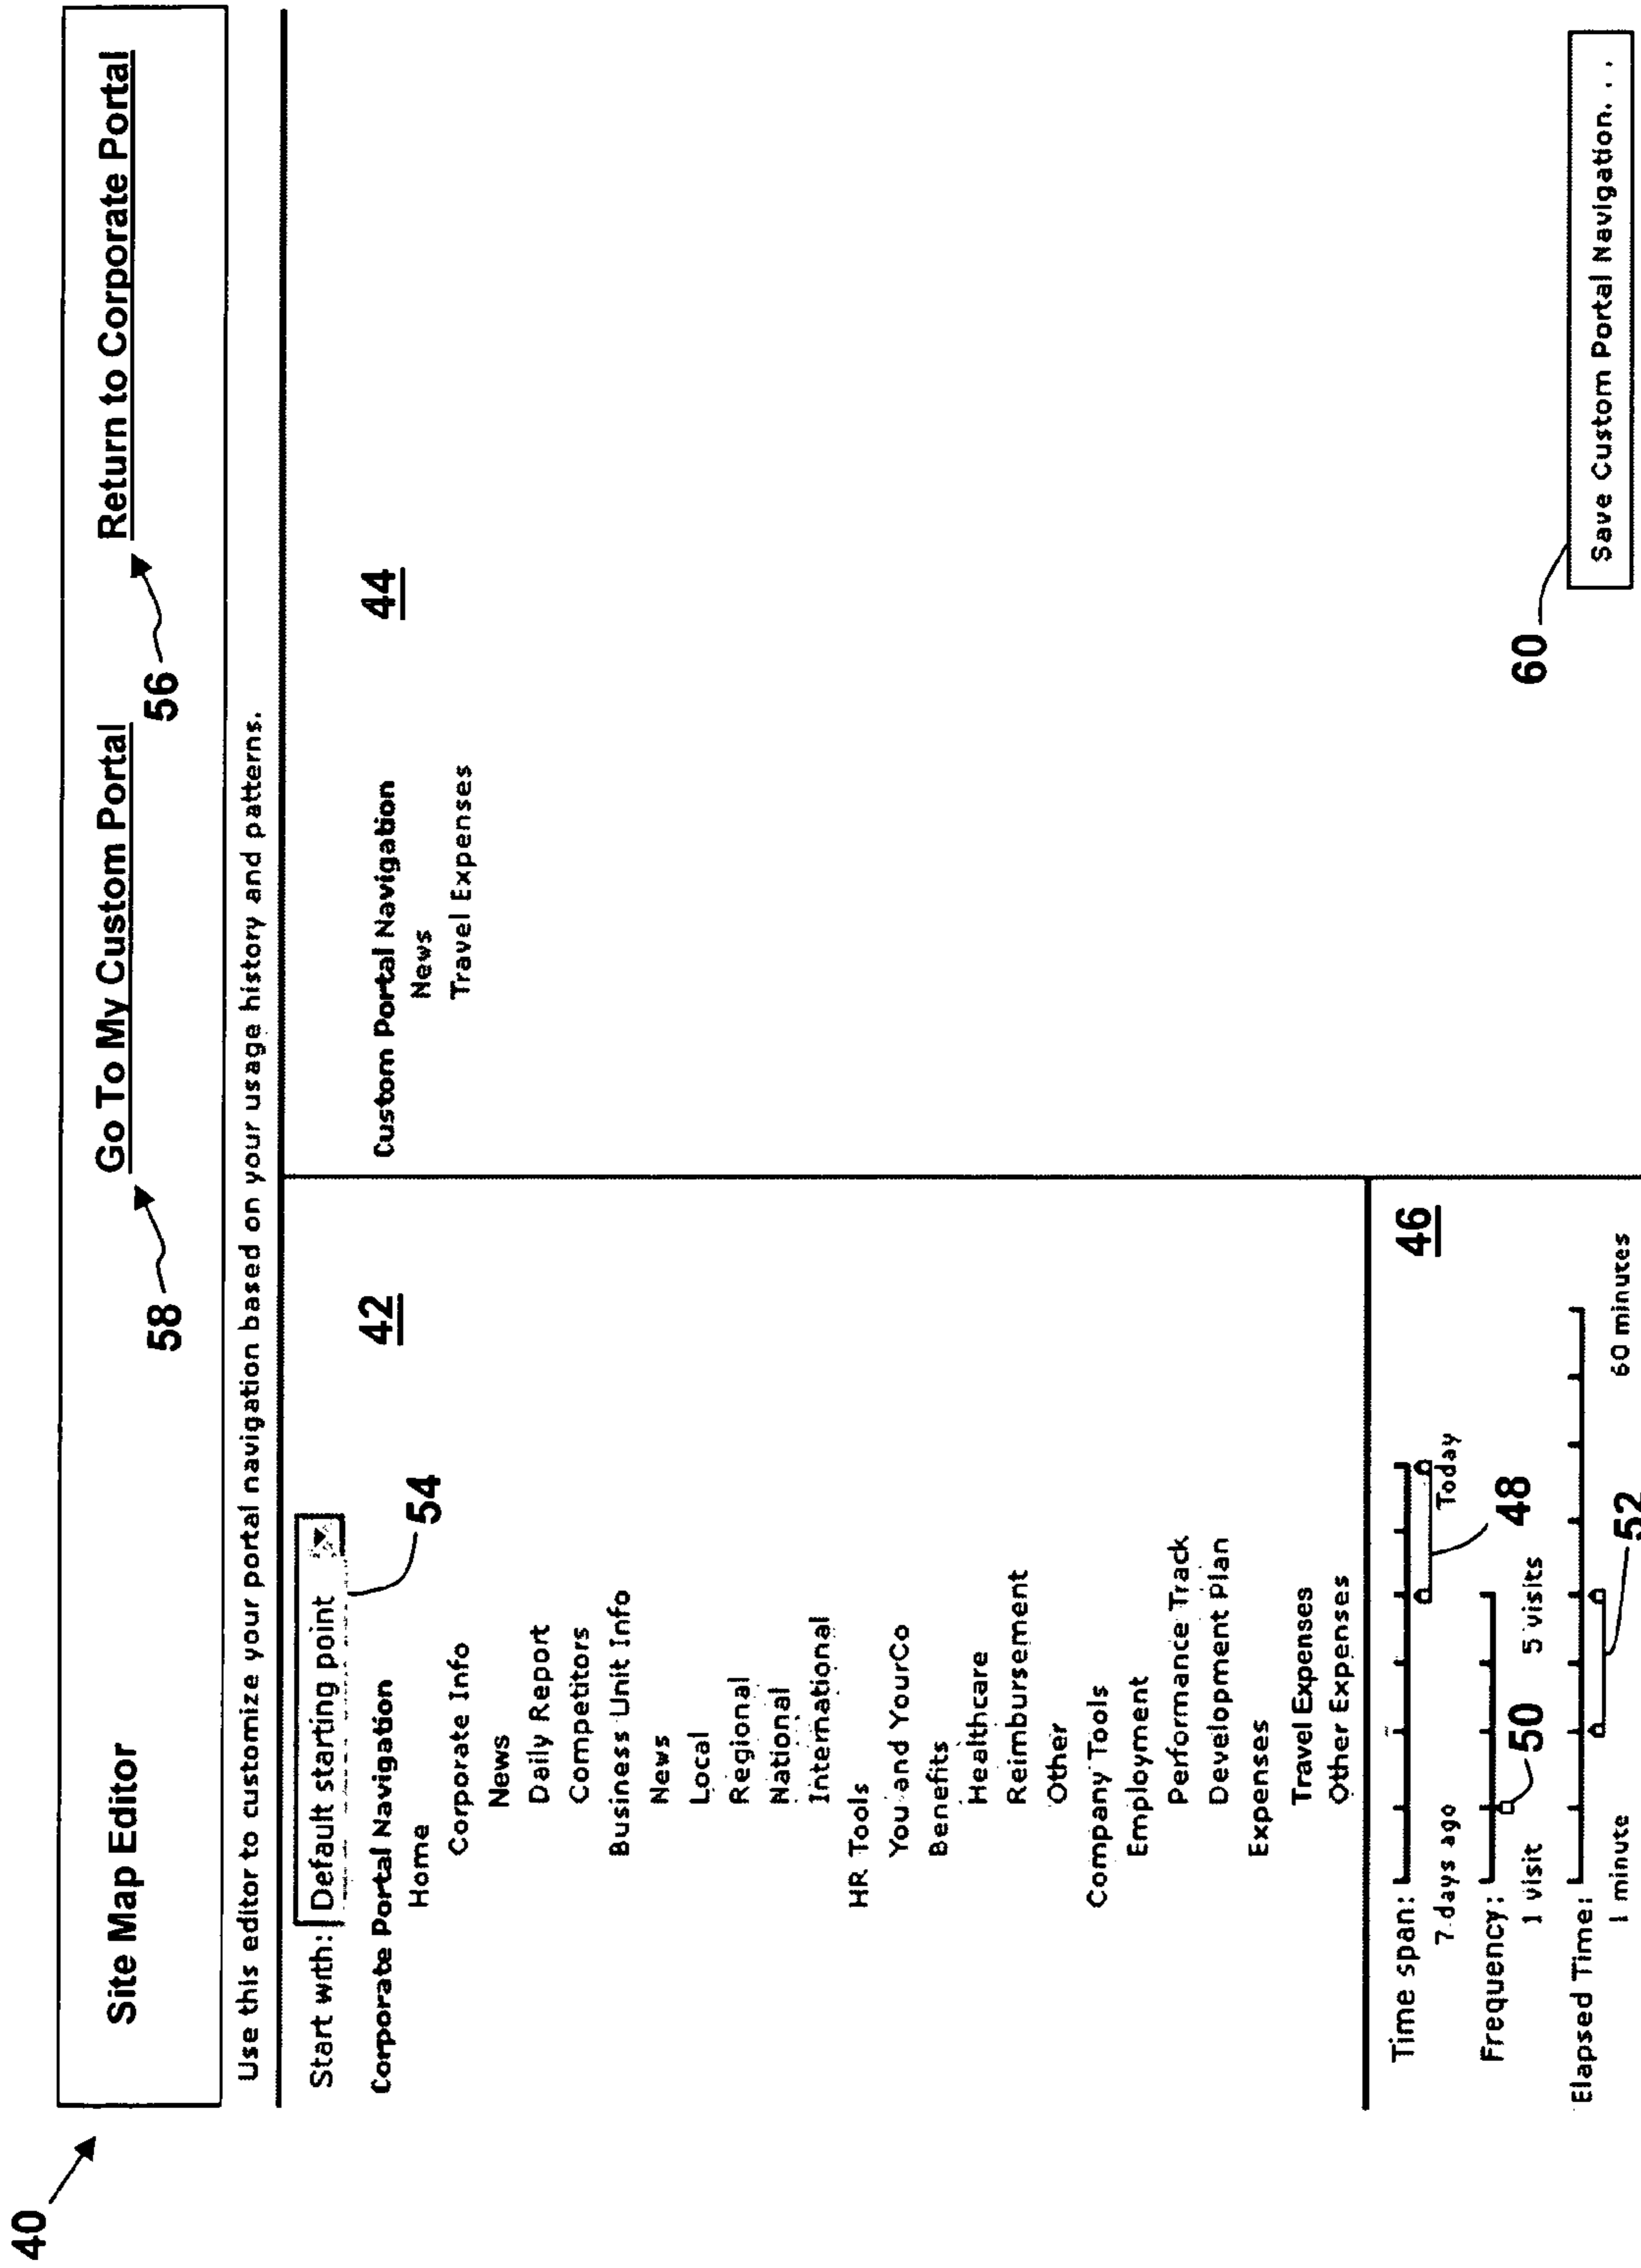 40
Site Map Editor
Go To My Custom Portal
Return to Corporate Portal
58
56
Use this editor to customize your portal navigation based on your usage history and patterns.
Start with: Default starting point
54
42
44
Corporate Portal Navigation
Home
Corporate Info
News
Daily Report
Competitors
Business Unit Info
News
Local
Regional
National
International
HR Tools
You and YourCo
Benefits
Healthcare
Reimbursement
Other
Company Tools
Employment
Performance Track
Development Plan
Expenses
Travel Expenses
Other Expenses
Custom Portal Navigation
News
Travel Expenses
46
Time span:
7 days ago
Today
48
Frequency:
1 visit
50
5 visits
Elapsed Time:
1 minute
52
60 minutes
60
Save Custom Portal Navigation. . .